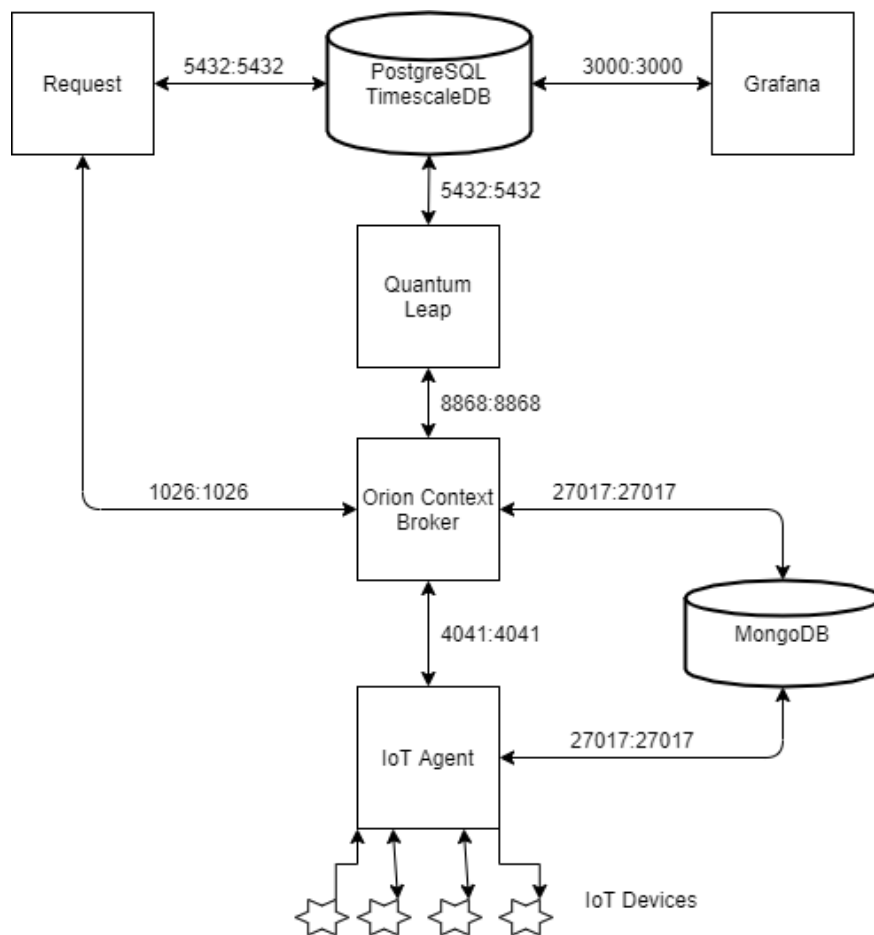 5432:5432
3000:3000
Request
PostgreSQL
TimescaleDB
Grafana
5432:5432
Quantum
Leap
8868:8868
1026:1026
Orion Context
Broker
27017:27017
4041:4041
MongoDB
27017:27017
IoT Agent
IoT Devices